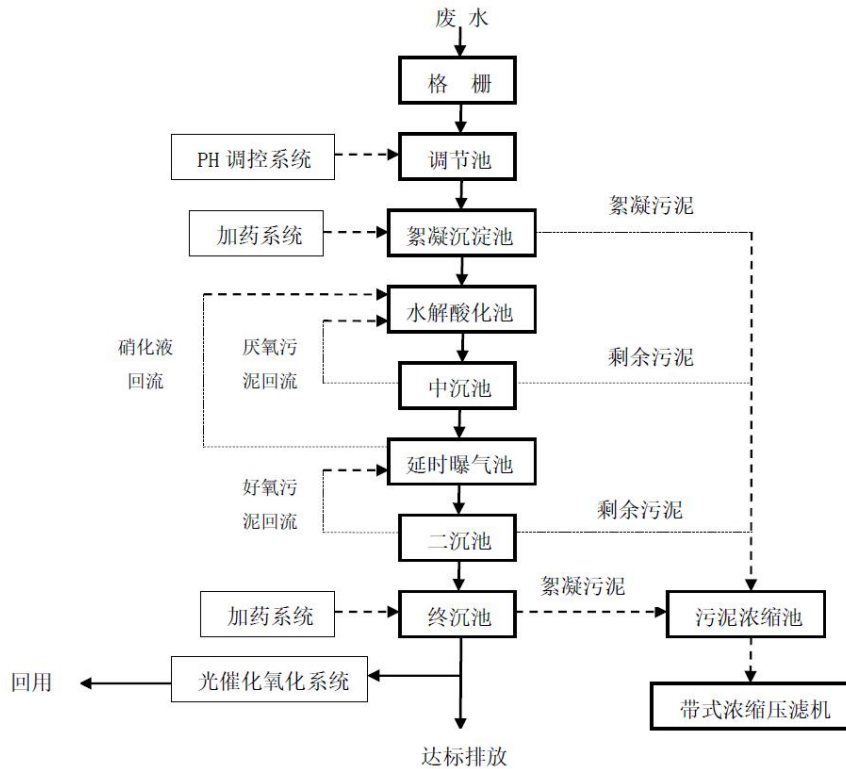 废 水
格 栅
PH 调控系统
调节池
絮凝污泥
加药系统
絮凝沉淀池
水解酸化池
硝化液
回流
厌氧污
泥回流
剩余污泥
中沉池
延时曝气池
好氧污
泥回流
剩余污泥
二沉池
絮凝污泥
加药系统
终沉池
污泥浓缩池
回用
光催化氧化系统
带式浓缩压滤机
达标排放